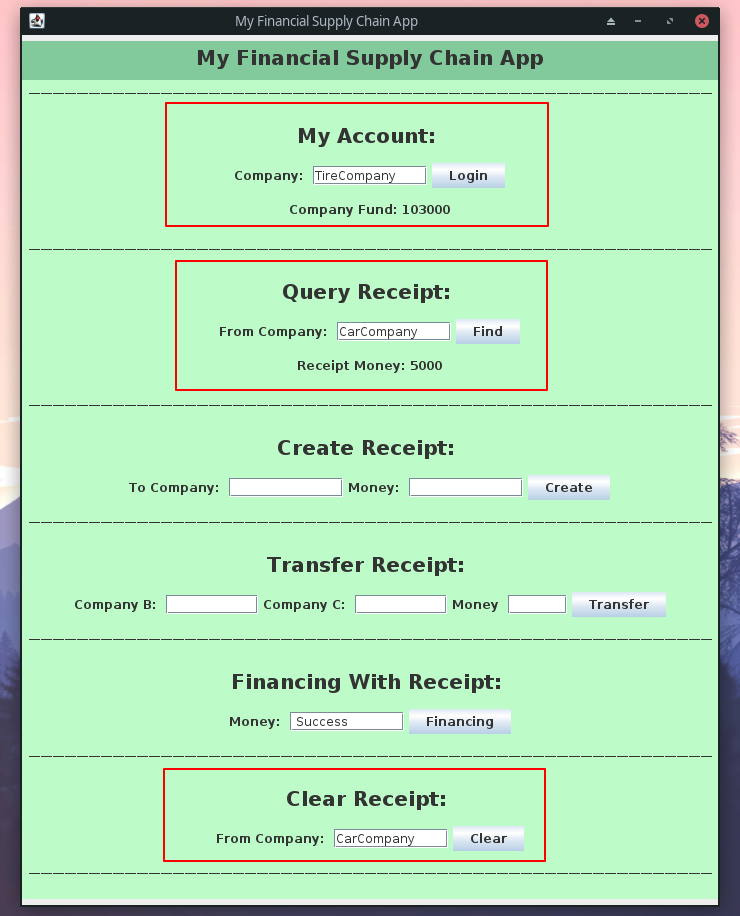 My Financial Supply Chain App
My Financial Supply Chain App
My Account:
Company: TireCompany Login
Company Fund: 103000
Query Receipt:
From Company: CarCompany Find
Receipt Money: 5000
Create Receipt:
To Company: Money: Create
Transfer Receipt:
Company B: Company C: Money Transfer
Financing With Receipt:
Money: Success Financing
Clear Receipt:
From Company: CarCompany Clear